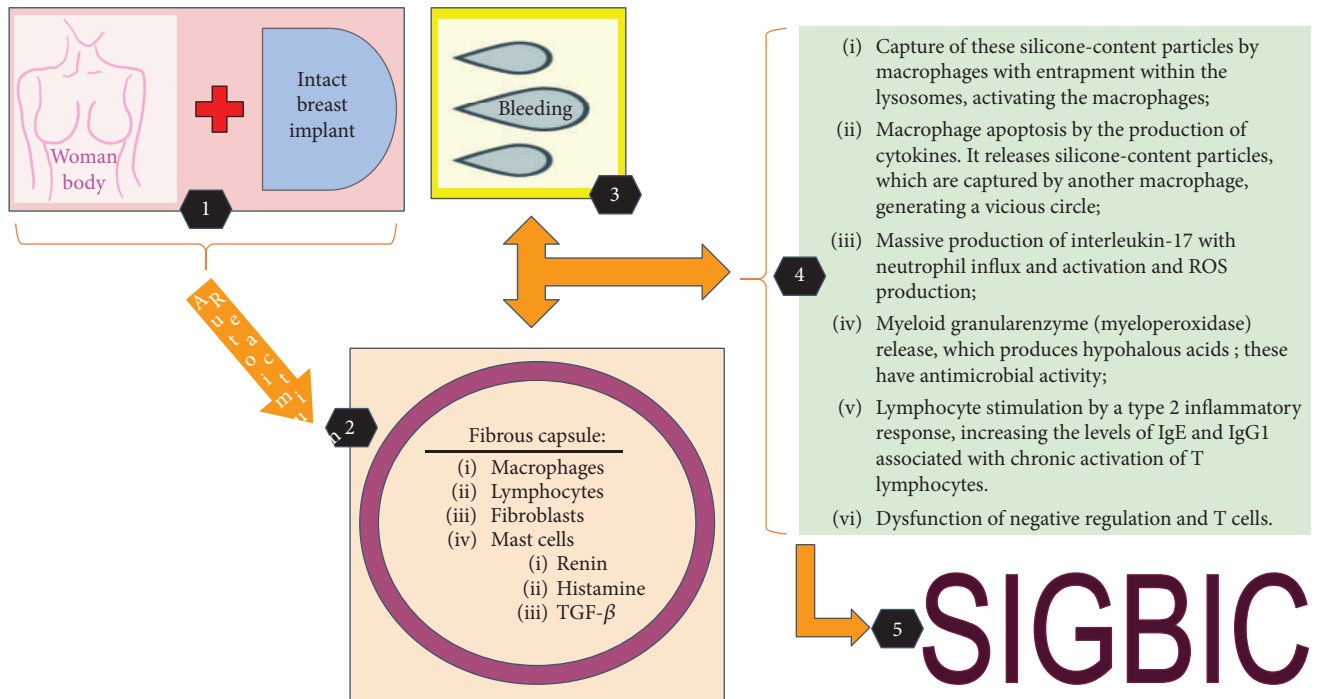 Woman
body
Intact
breast
implant
1
Bleeding
3
Autoimmun
Reaction
2
Fibrous capsule:
(i) Macrophages
(ii) Lymphocytes
(iii) Fibroblasts
(iv) Mast cells
(i) Renin
(ii) Histamine
(iii) TGF-β
4
(i) Capture of these silicone-content particles by
macrophages with entrapment within the
lysosomes, activating the macrophages;
(ii) Macrophage apoptosis by the production of
cytokines. It releases silicone-content particles,
which are captured by another macrophage,
generating a vicious circle;
(iii) Massive production of interleukin-17 with
neutrophil influx and activation and ROS
production;
(iv) Myeloid granularenzyme (myeloperoxidase)
release, which produces hypohalous acids ; these
have antimicrobial activity;
(v) Lymphocyte stimulation by a type 2 inflammatory
response, increasing the levels of IgE and IgG1
associated with chronic activation of T
lymphocytes.
(vi) Dysfunction of negative regulation and T cells.
5
SIGBIC